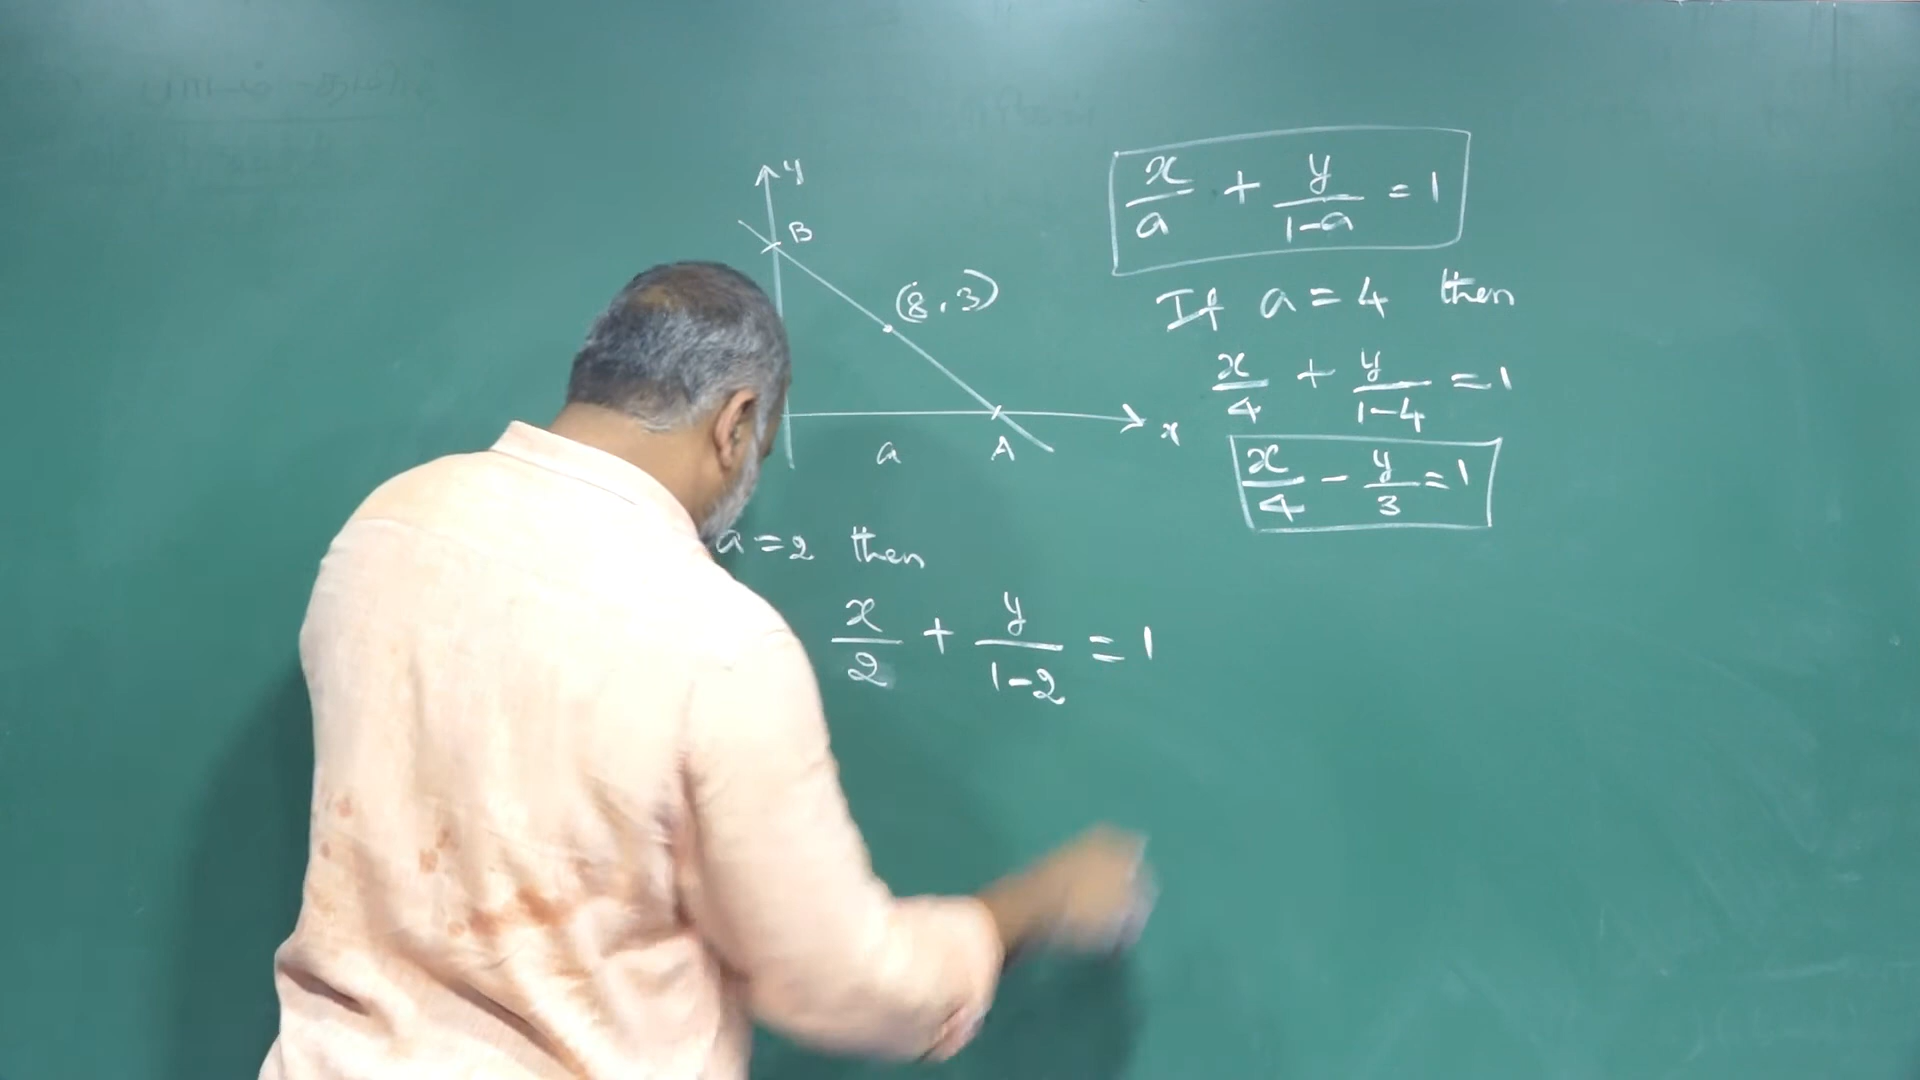 y
B
(8, 3)
x
a
A
a = 2 then
x/2 + y/(1-2) = 1
x/a + y/(1-a) = 1
If a = 4 then
x/4 + y/(1-4) = 1
x/4 - y/3 = 1